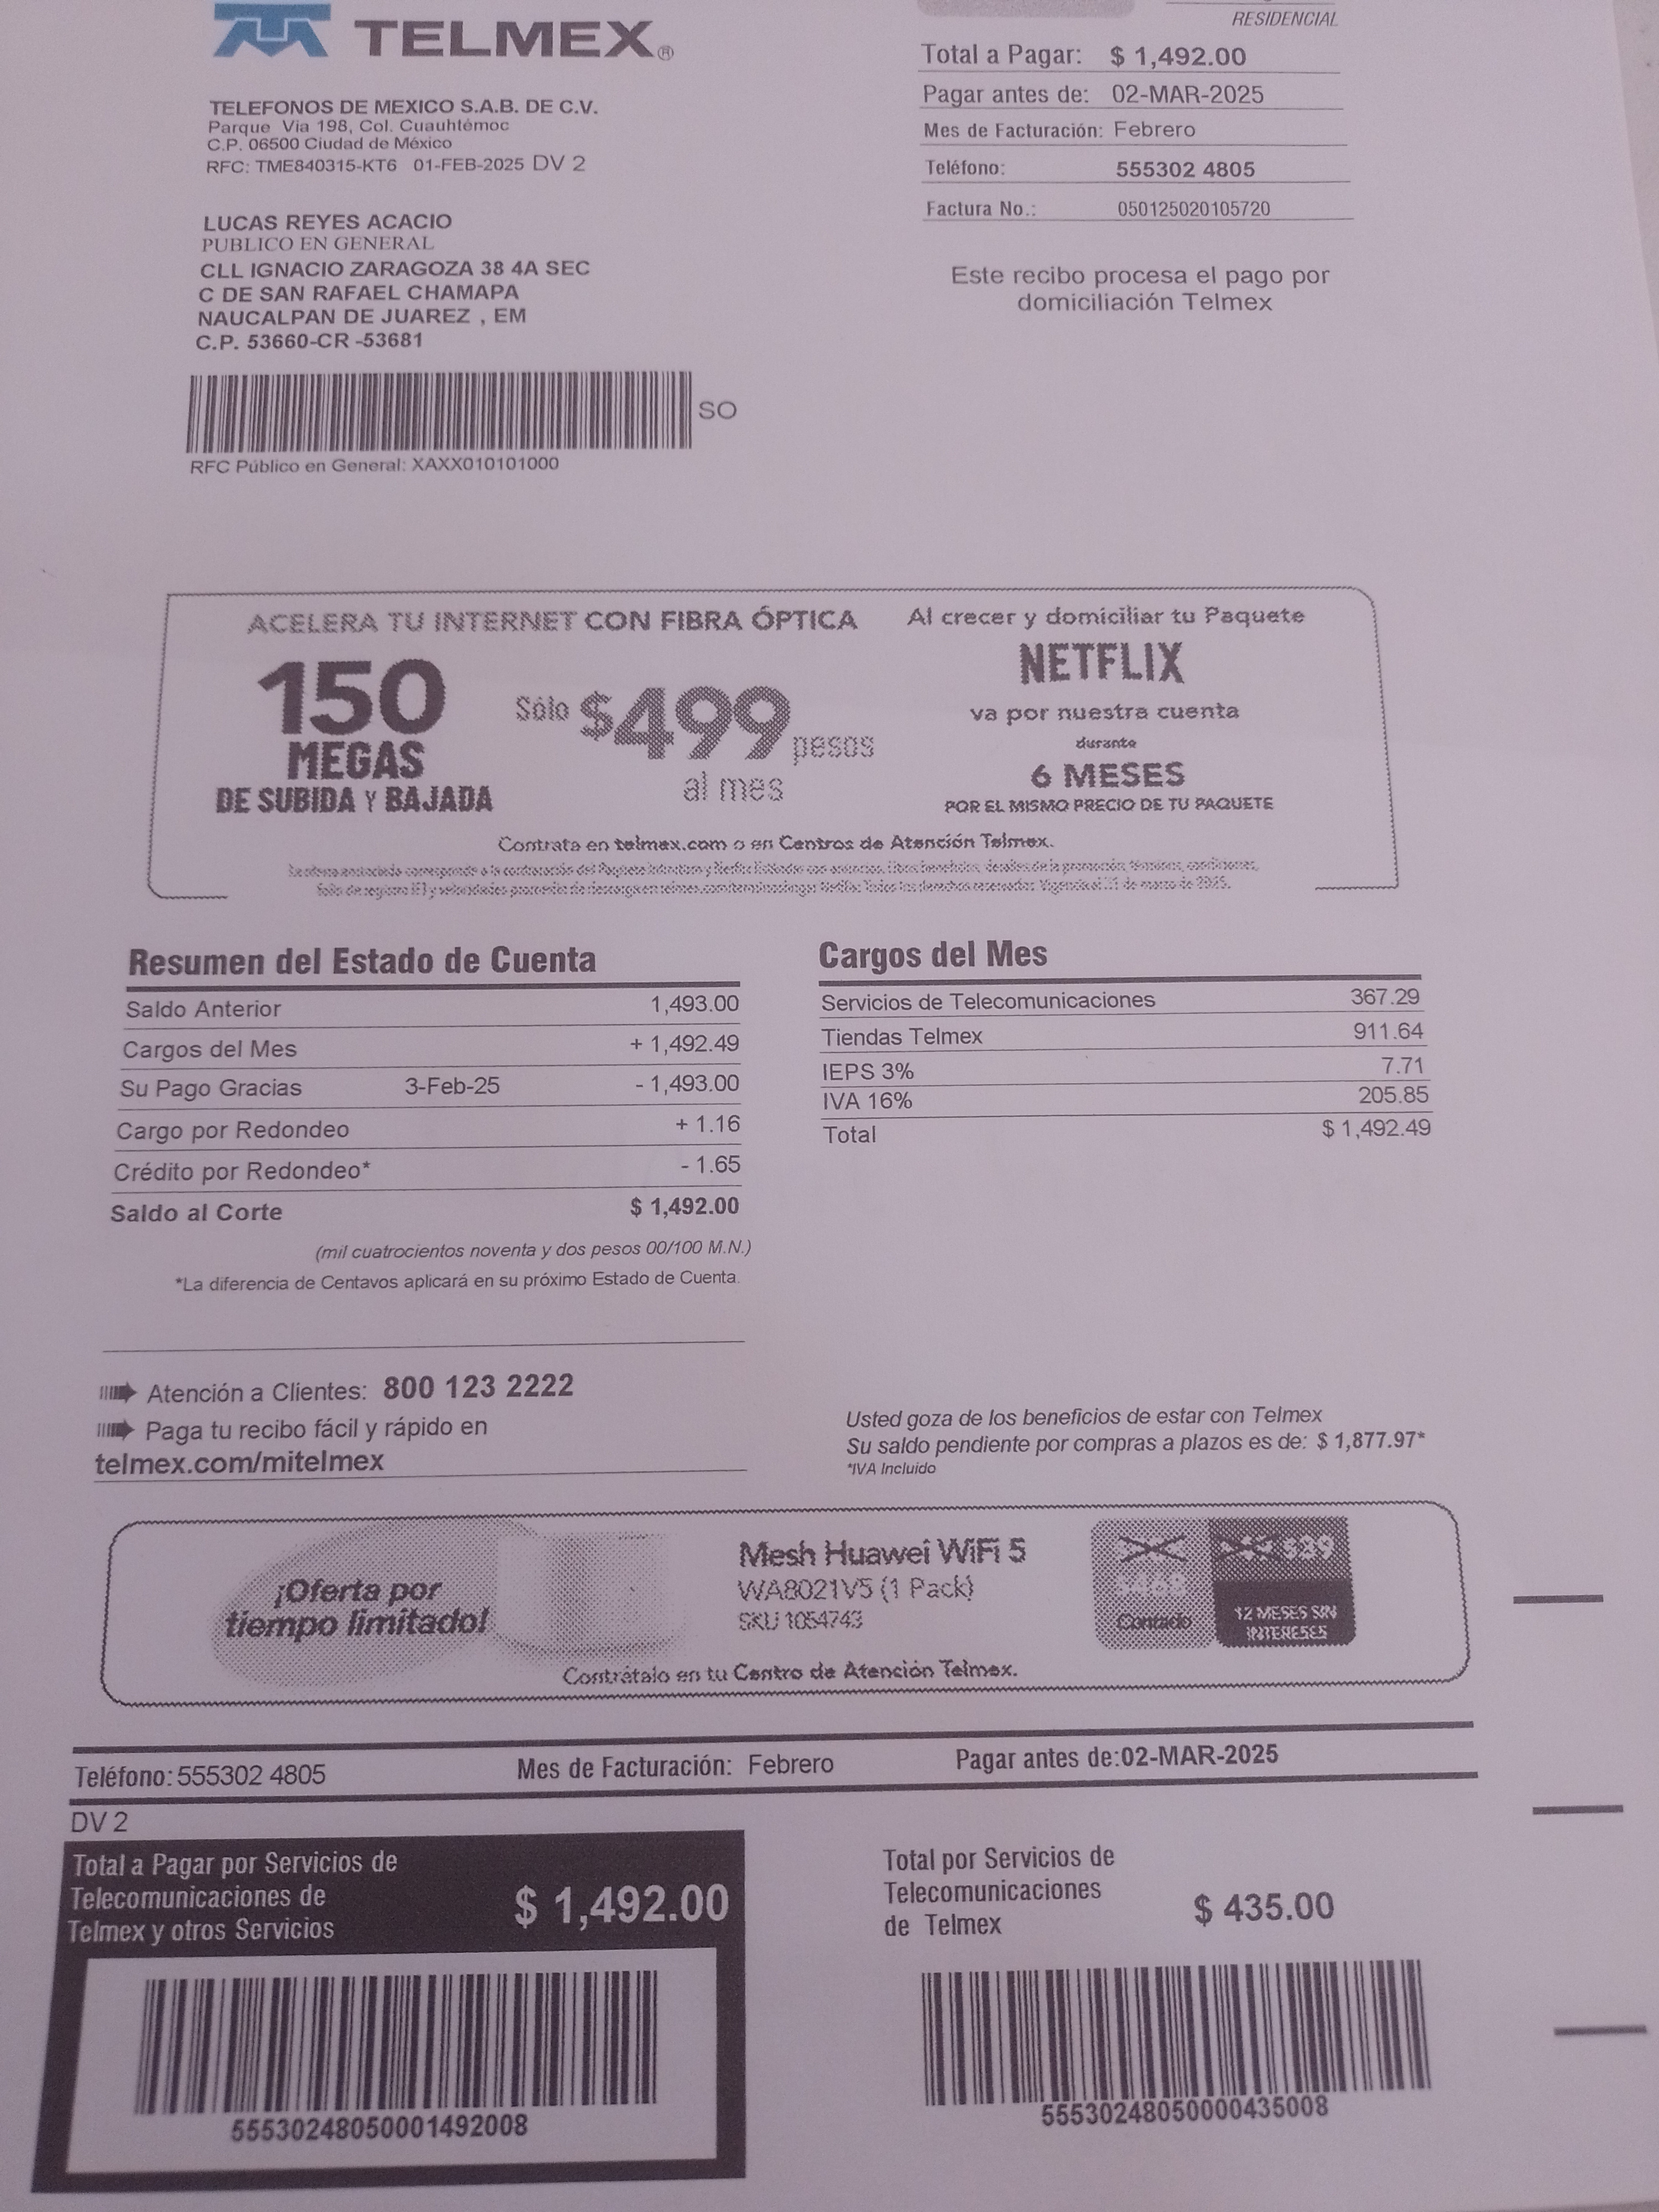 TELMEX®
TELEFONOS DE MEXICO S.A.B. DE C.V.
Parque Via 198, Col. Cuauhtémoc
C.P. 06500 Ciudad de México
RFC: TME840315-KT6 01-FEB-2025 DV 2
RESIDENCIAL
Total a Pagar: $ 1,492.00
Pagar antes de: 02-MAR-2025
Mes de Facturación: Febrero
Teléfono: 555302 4805
Factura No.: 050125020105720
LUCAS REYES ACACIO
PUBLICO EN GENERAL
CLL IGNACIO ZARAGOZA 38 4A SEC
C DE SAN RAFAEL CHAMAPA
NAUCALPAN DE JUAREZ , EM
C.P. 53660-CR -53681
Este recibo procesa el pago por
domiciliación Telmex
SO
RFC Público en General: XAXX010101000
ACELERA TU INTERNET CON FIBRA ÓPTICA
150
MEGAS
DE SUBIDA Y BAJADA
Sólo $499 pesos
al mes
Al crecer y domiciliar tu Paquete
NETFLIX
va por nuestra cuenta
durante
6 MESES
POR EL MISMO PRECIO DE TU PAQUETE
Contrata en telmex.com o en Centros de Atención Telmex.
Resumen del Estado de Cuenta
Saldo Anterior 1,493.00
Cargos del Mes + 1,492.49
Su Pago Gracias 3-Feb-25 - 1,493.00
Cargo por Redondeo + 1.16
Crédito por Redondeo* - 1.65
Saldo al Corte $ 1,492.00
(mil cuatrocientos noventa y dos pesos 00/100 M.N.)
*La diferencia de Centavos aplicará en su próximo Estado de Cuenta.
Cargos del Mes
Servicios de Telecomunicaciones 367.29
Tiendas Telmex 911.64
IEPS 3% 7.71
IVA 16% 205.85
Total $ 1,492.49
Atención a Clientes: 800 123 2222
Paga tu recibo fácil y rápido en
telmex.com/mitelmex
Usted goza de los beneficios de estar con Telmex
Su saldo pendiente por compras a plazos es de: $ 1,877.97*
*IVA Incluido
¡Oferta por
tiempo limitado!
Mesh Huawei WiFi 5
WA8021V5 (1 Pack)
SKU 1054743
$468
Contado
$39
12 MESES SIN
INTERESES
Contrátalo en tu Centro de Atención Telmex.
Teléfono: 555302 4805 Mes de Facturación: Febrero Pagar antes de:02-MAR-2025
DV 2
Total a Pagar por Servicios de
Telecomunicaciones de
Telmex y otros Servicios
$ 1,492.00
55530248050001492008
Total por Servicios de
Telecomunicaciones
de Telmex
$ 435.00
55530248050000435008